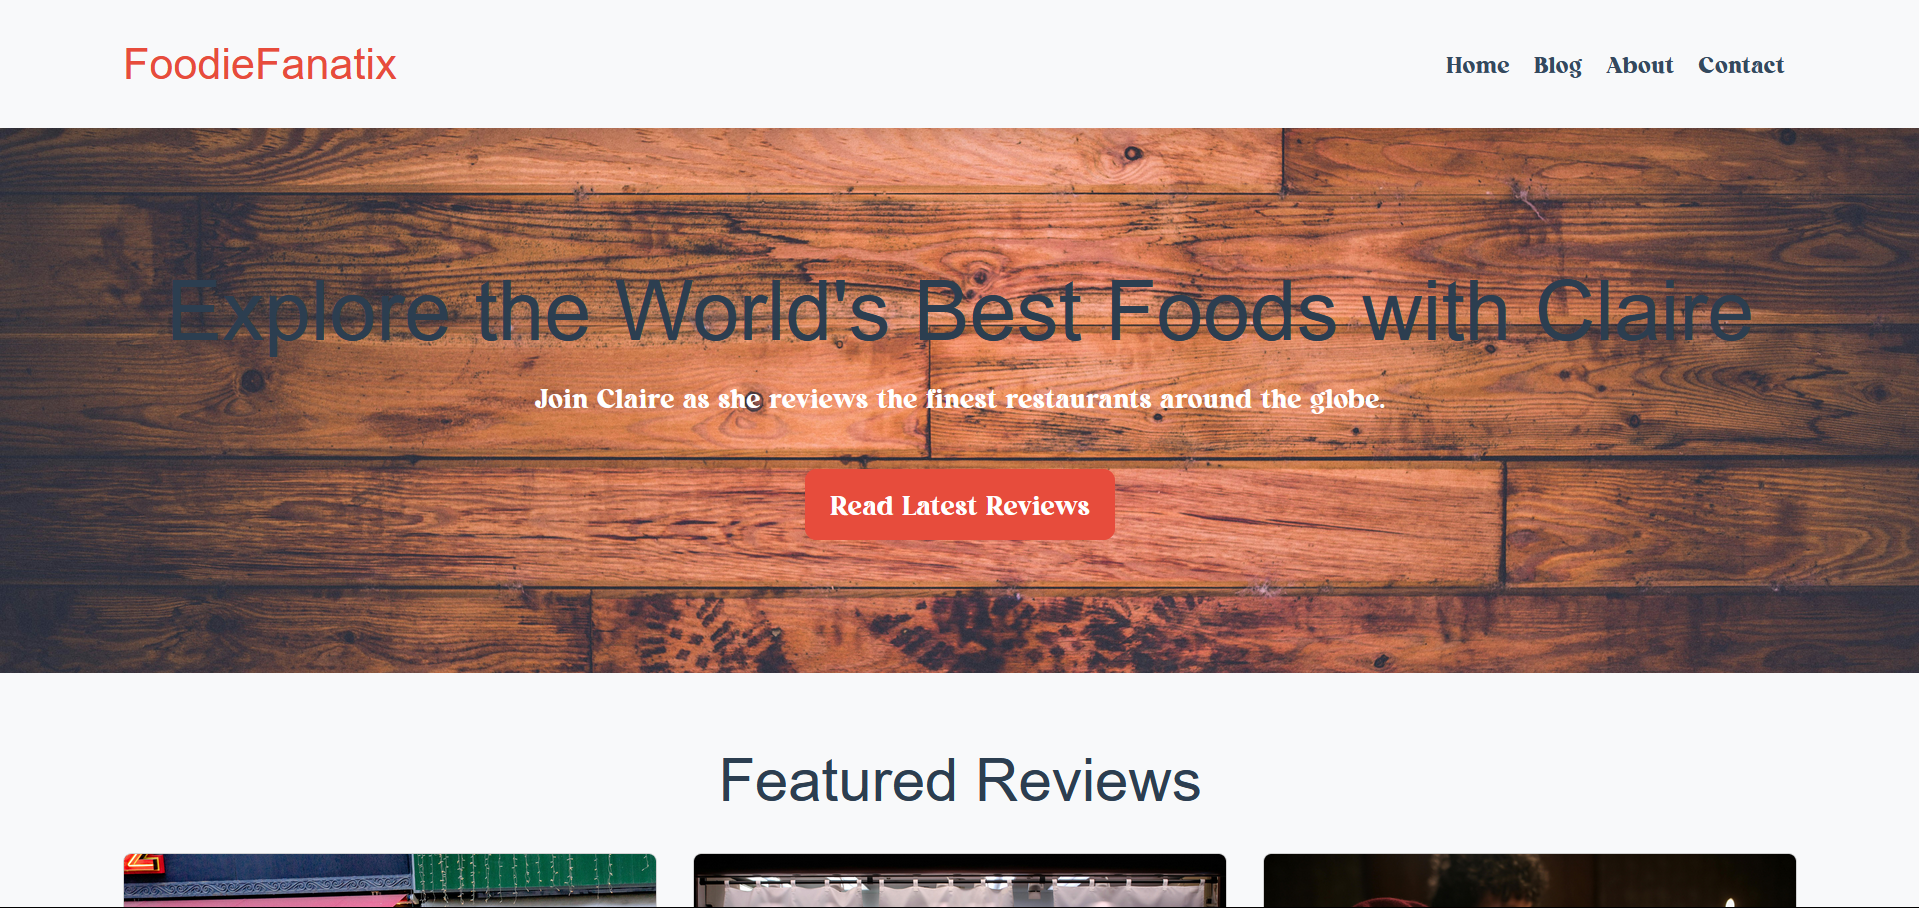 FoodieFanatix
Home Blog About Contact
Explore the World's Best Foods with Claire
Join Claire as she reviews the finest restaurants around the globe.
Read Latest Reviews
Featured Reviews